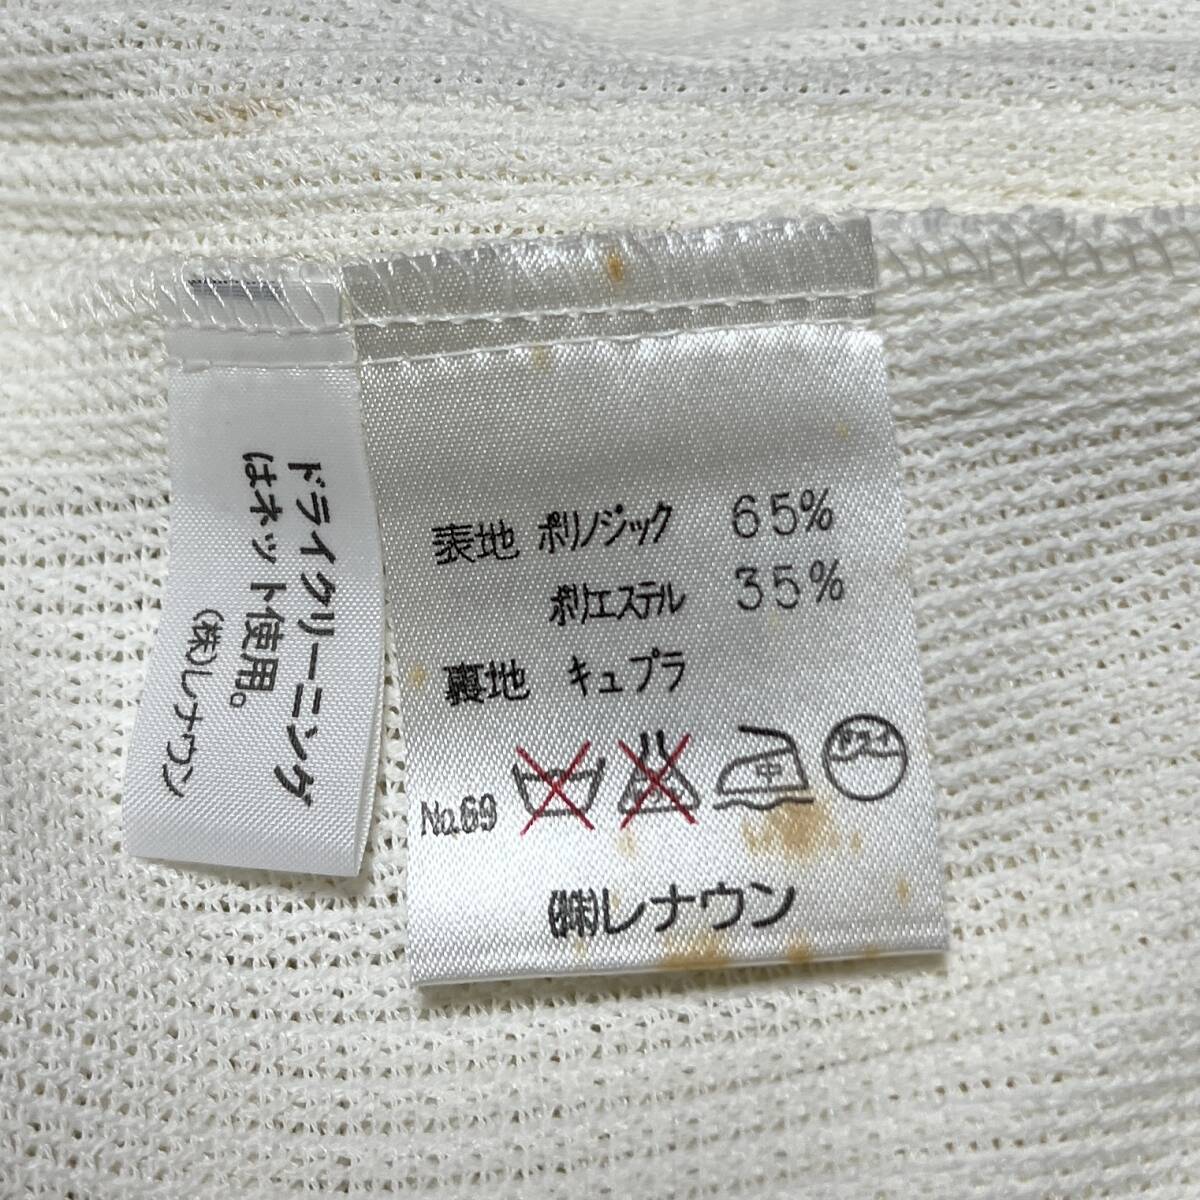 ドライクリーニング
はネット使用。
(株)レナウン
表地 ポリノジック 65%
ポリエステル 35%
裏地 キュプラ
No.69
(株)レナウン